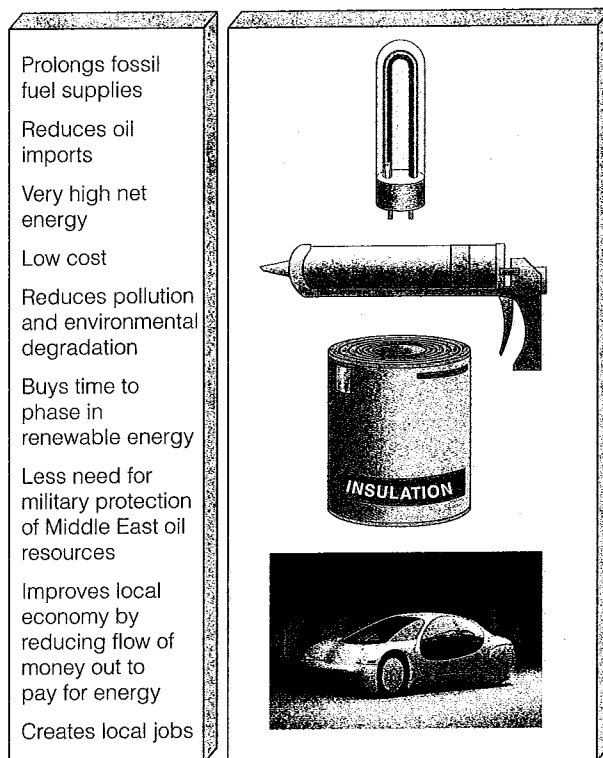 Prolongs fossil
fuel supplies
Reduces oil
imports
Very high net
energy
Low cost
Reduces pollution
and environmental
degradation
Buys time to
phase in
renewable energy
Less need for
military protection
of Middle East oil
resources
Improves local
economy by
reducing flow of
money out to
pay for energy
Creates local jobs
INSULATION